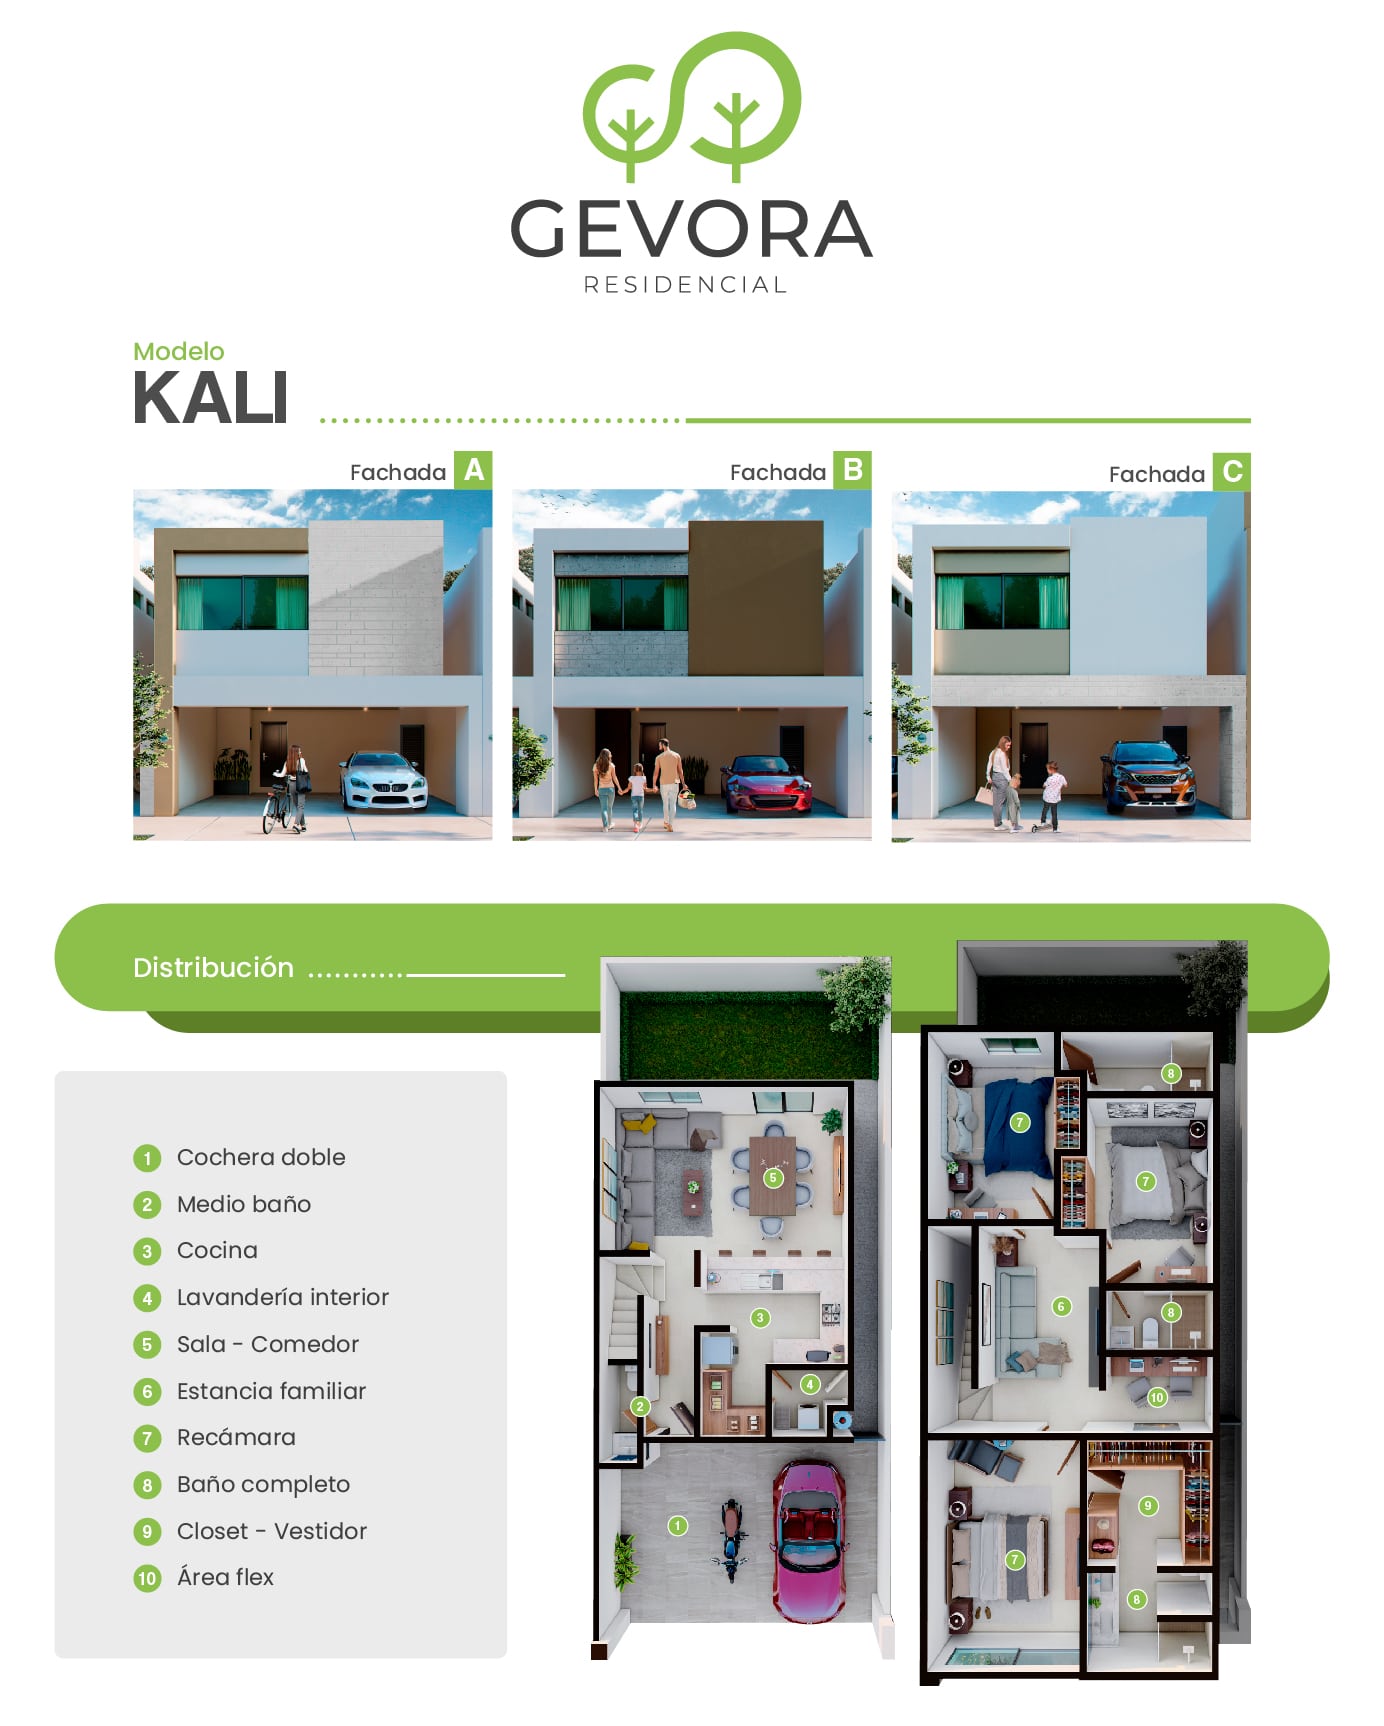 GEVORA
RESIDENCIAL
Modelo
KALI
Fachada A
Fachada B
Fachada C
Distribución
1 Cochera doble
2 Medio baño
3 Cocina
4 Lavandería interior
5 Sala - Comedor
6 Estancia familiar
7 Recámara
8 Baño completo
9 Closet - Vestidor
10 Área flex
5
3
4
2
1
8
7
7
8
6
10
9
7
8